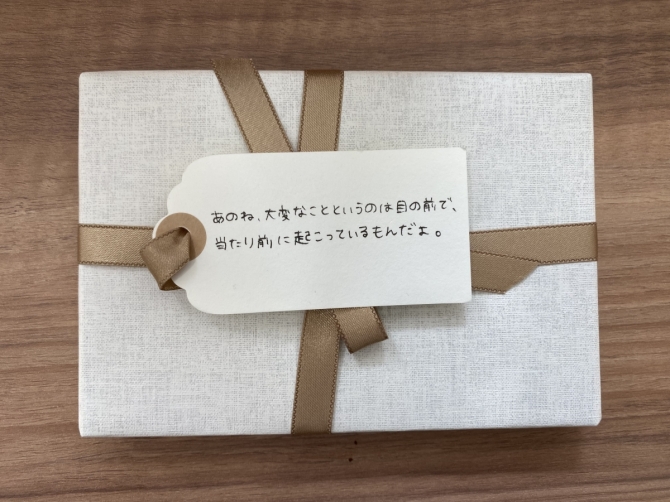 あのね、大変なことというのは目の前で、
当たり前に起こっているもんだよ。